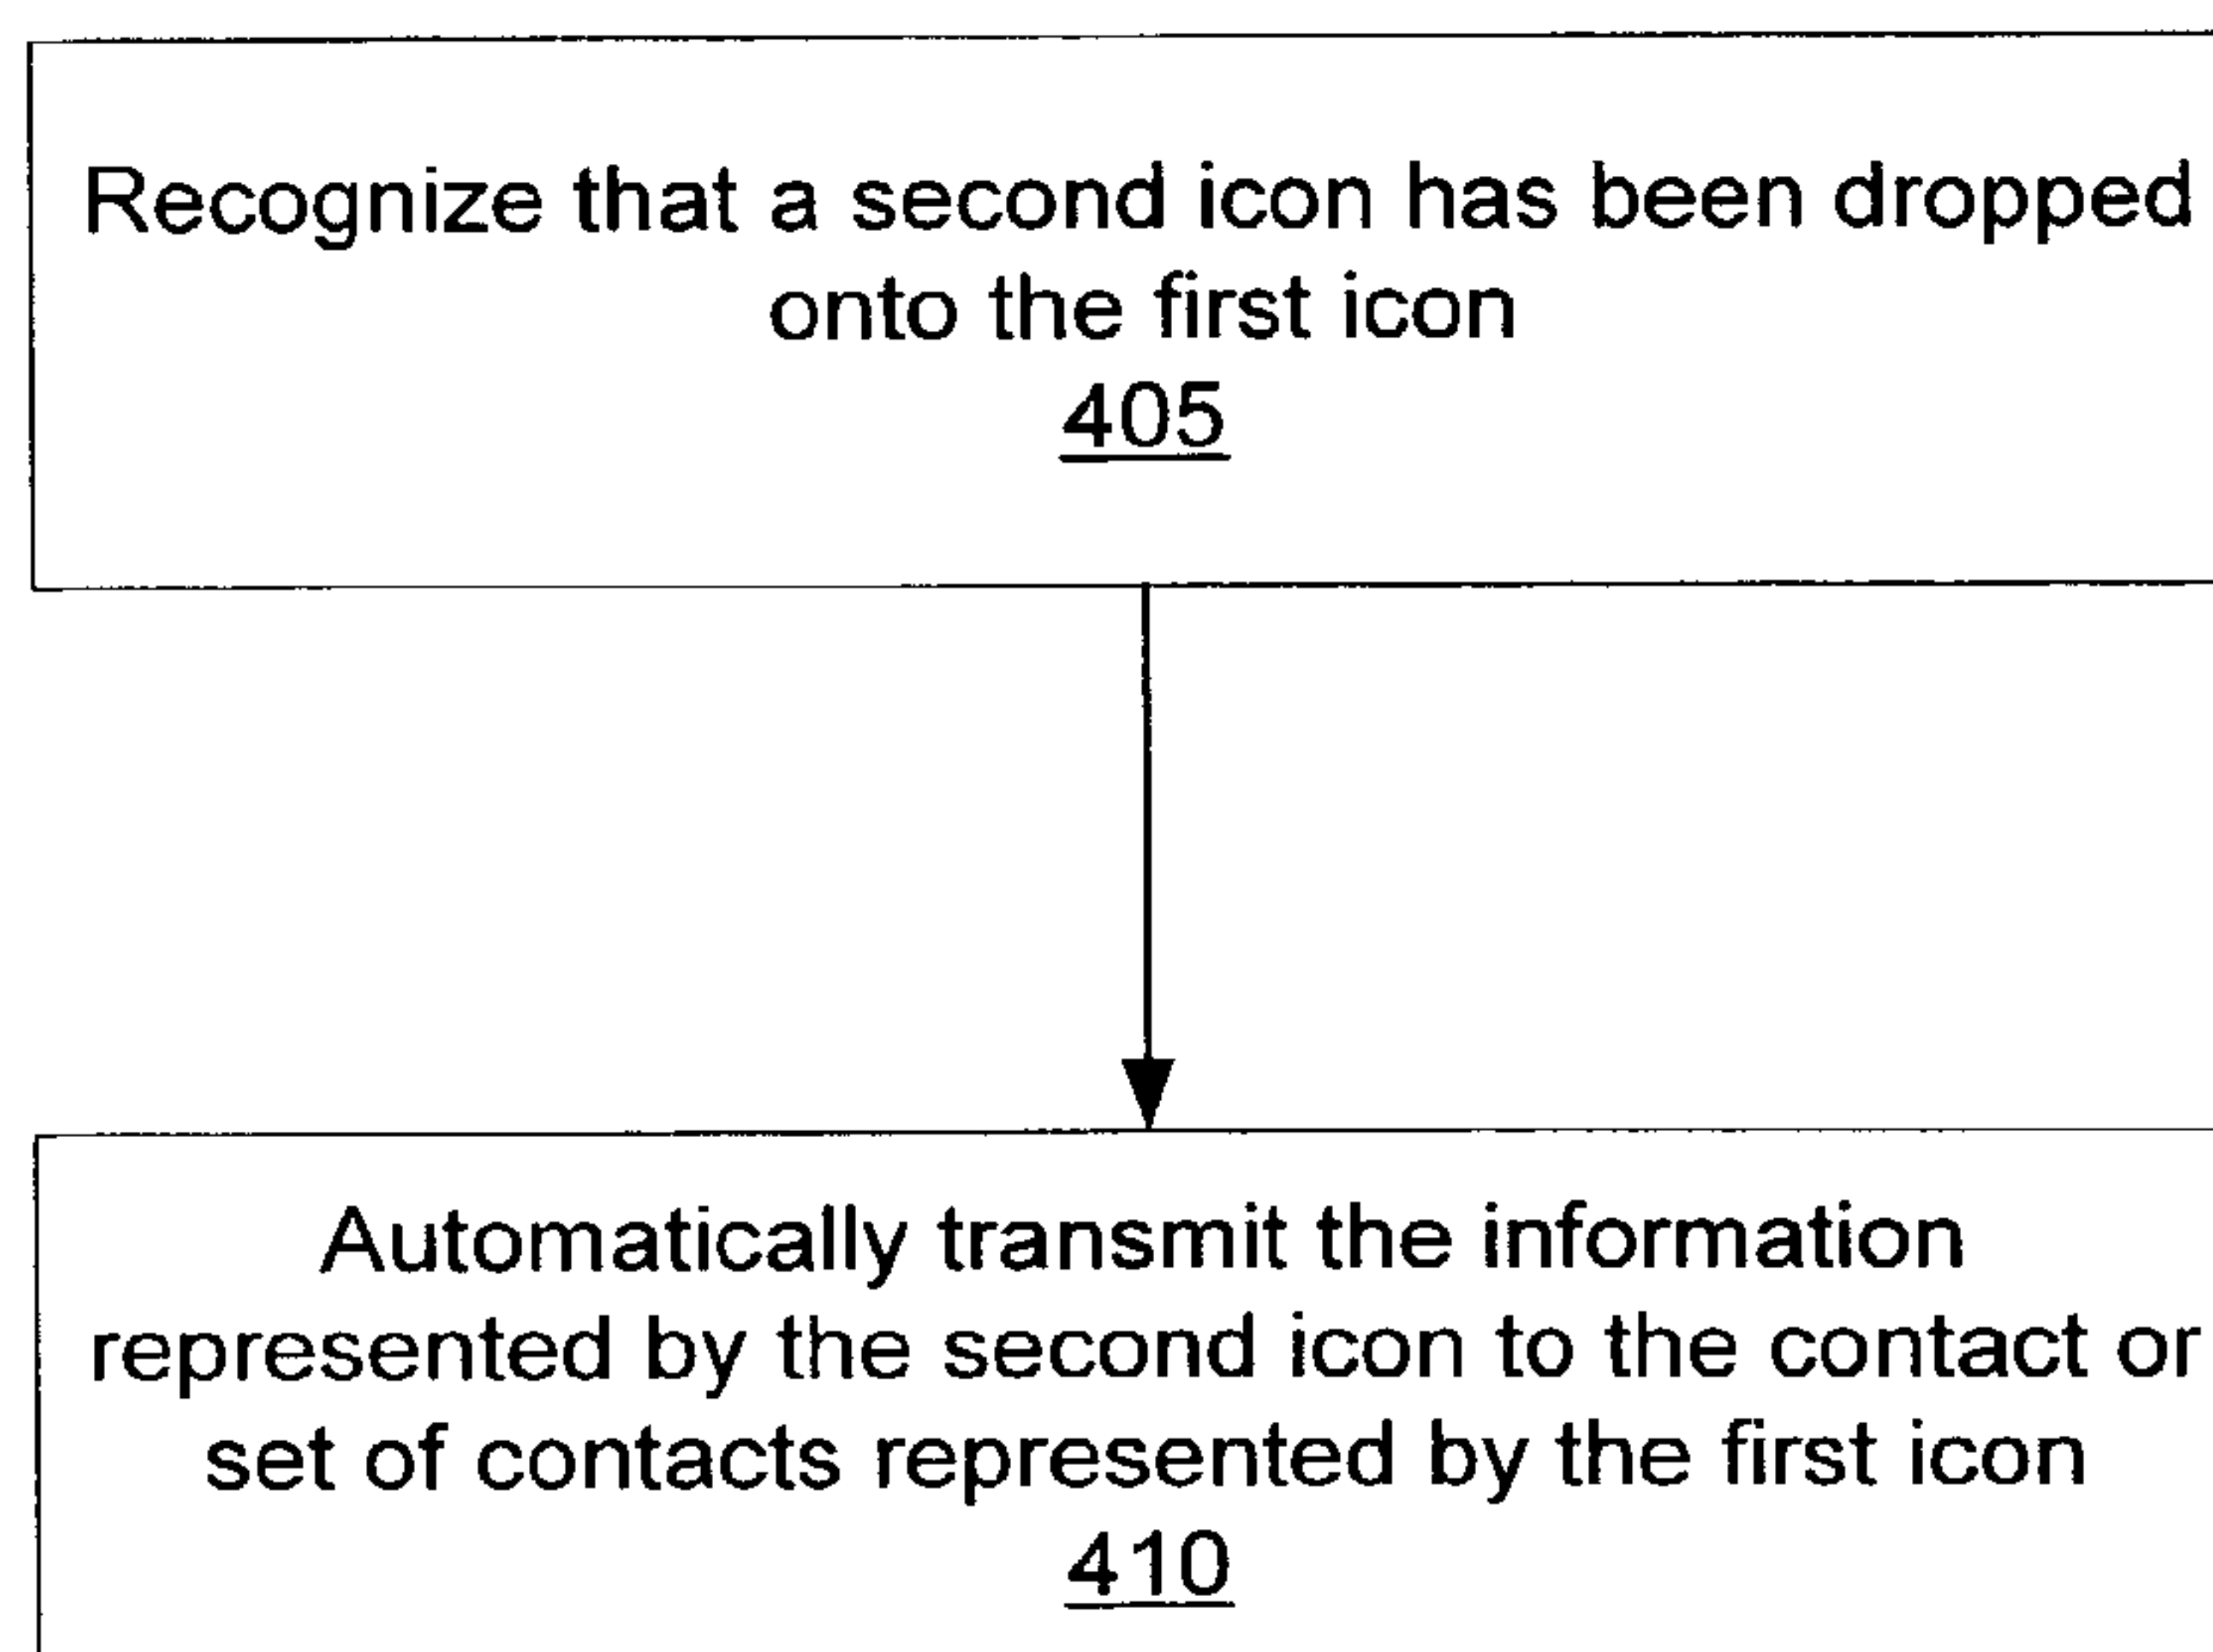 Recognize that a second icon has been dropped
onto the first icon
405
Automatically transmit the information
represented by the second icon to the contact or
set of contacts represented by the first icon
410